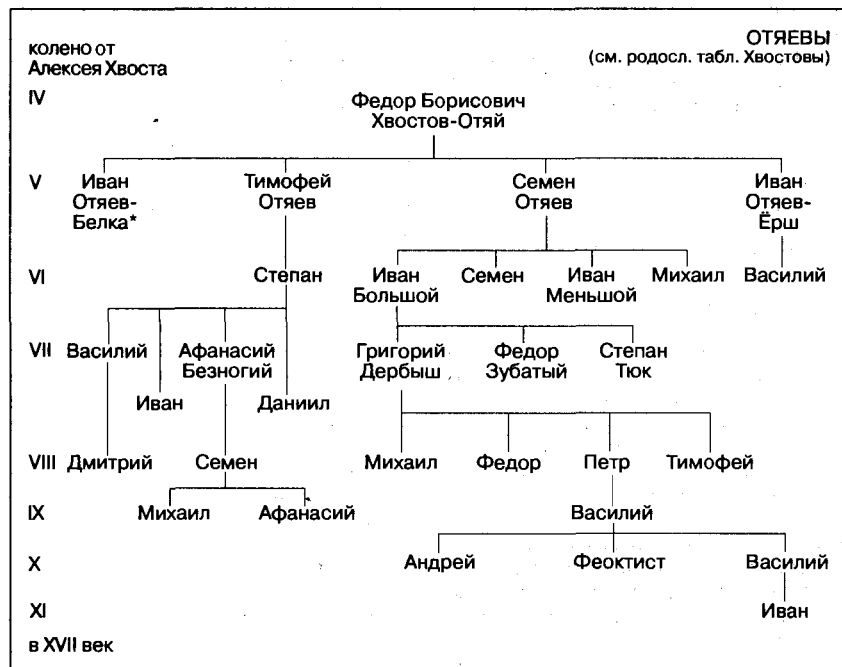 колено от
Алексея Хвоста
ОТЯЕВЫ
(см. родосл. табл. Хвостовы)
IV
Федор Борисович
Хвостов-Отяй
V
Иван
Отяев-
Белка*
Тимофей
Отяев
Семен
Отяев
Иван
Отяев-
Ёрш
VI
Степан
Иван
Большой
Семен
Иван
Меньшой
Михаил
Василий
VII
Василий
Афанасий
Безногий
Григорий
Дербыш
Федор
Зубатый
Степан
Тюк
Иван
Даниил
VIII
Дмитрий
Семен
Михаил
Федор
Петр
Тимофей
IX
Михаил
Афанасий
Василий
X
Андрей
Феоктист
Василий
XI
Иван
в XVII век